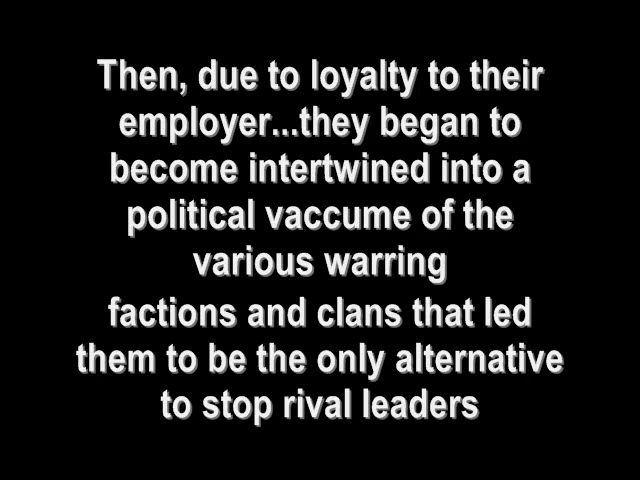 Then, due to loyalty to their
employer...they began to
become intertwined into a
political vaccume of the
various warring
factions and clans that led
them to be the only alternative
to stop rival leaders